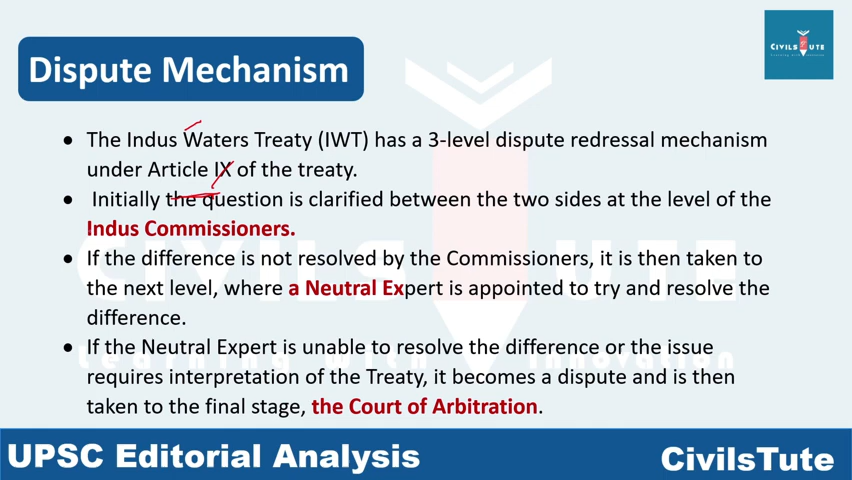 CIVILSTUTE
Learning with Innovation
Dispute Mechanism
• The Indus Waters Treaty (IWT) has a 3-level dispute redressal mechanism
under Article IX of the treaty.
• Initially the question is clarified between the two sides at the level of the
Indus Commissioners.
• If the difference is not resolved by the Commissioners, it is then taken to
the next level, where a Neutral Expert is appointed to try and resolve the
difference.
• If the Neutral Expert is unable to resolve the difference or the issue
requires interpretation of the Treaty, it becomes a dispute and is then
taken to the final stage, the Court of Arbitration.
UPSC Editorial Analysis
CivilsTute